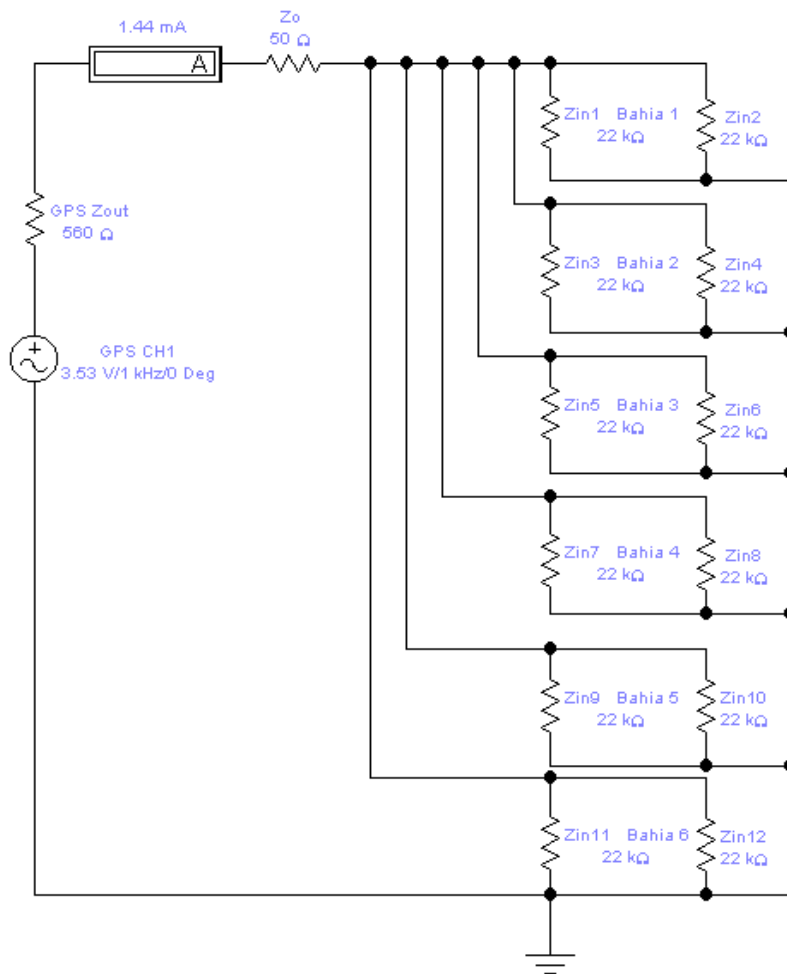 1.44 mA
A
Zo
50 Ω
GPS Zout
560 Ω
GPS CH1
3.53 V/1 kHz/0 Deg
Zin1 Bahia 1
22 kΩ
Zin2
22 kΩ
Zin3 Bahia 2
22 kΩ
Zin4
22 kΩ
Zin5 Bahia 3
22 kΩ
Zin6
22 kΩ
Zin7 Bahia 4
22 kΩ
Zin8
22 kΩ
Zin9 Bahia 5
22 kΩ
Zin10
22 kΩ
Zin11 Bahia 6
22 kΩ
Zin12
22 kΩ